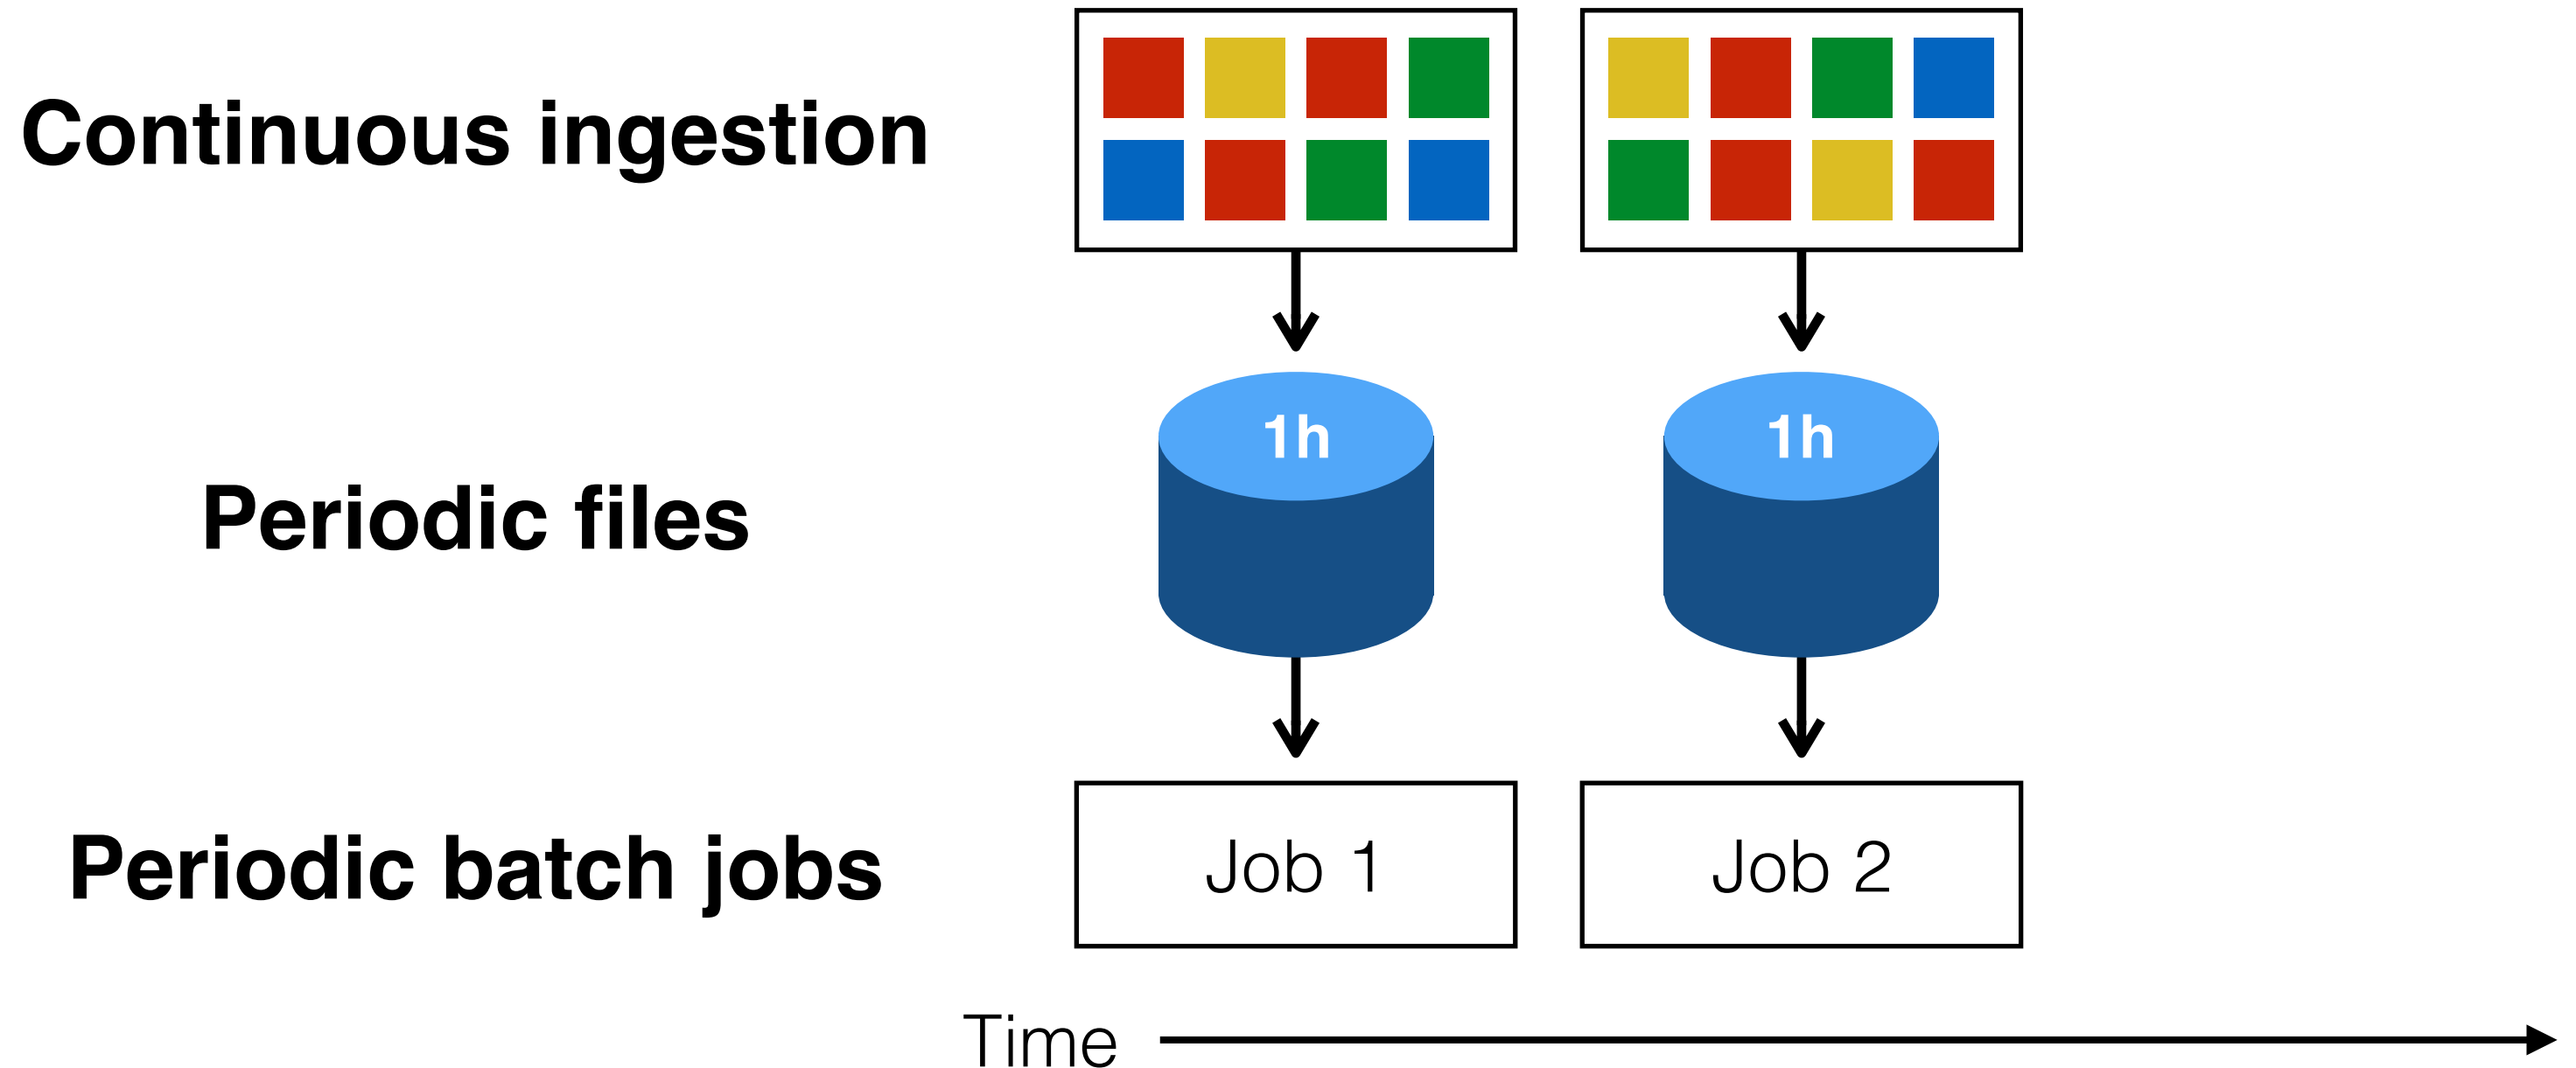 Continuous ingestion
1h 1h
Periodic files
Periodic batch jobs
Job 1 Job 2
Time